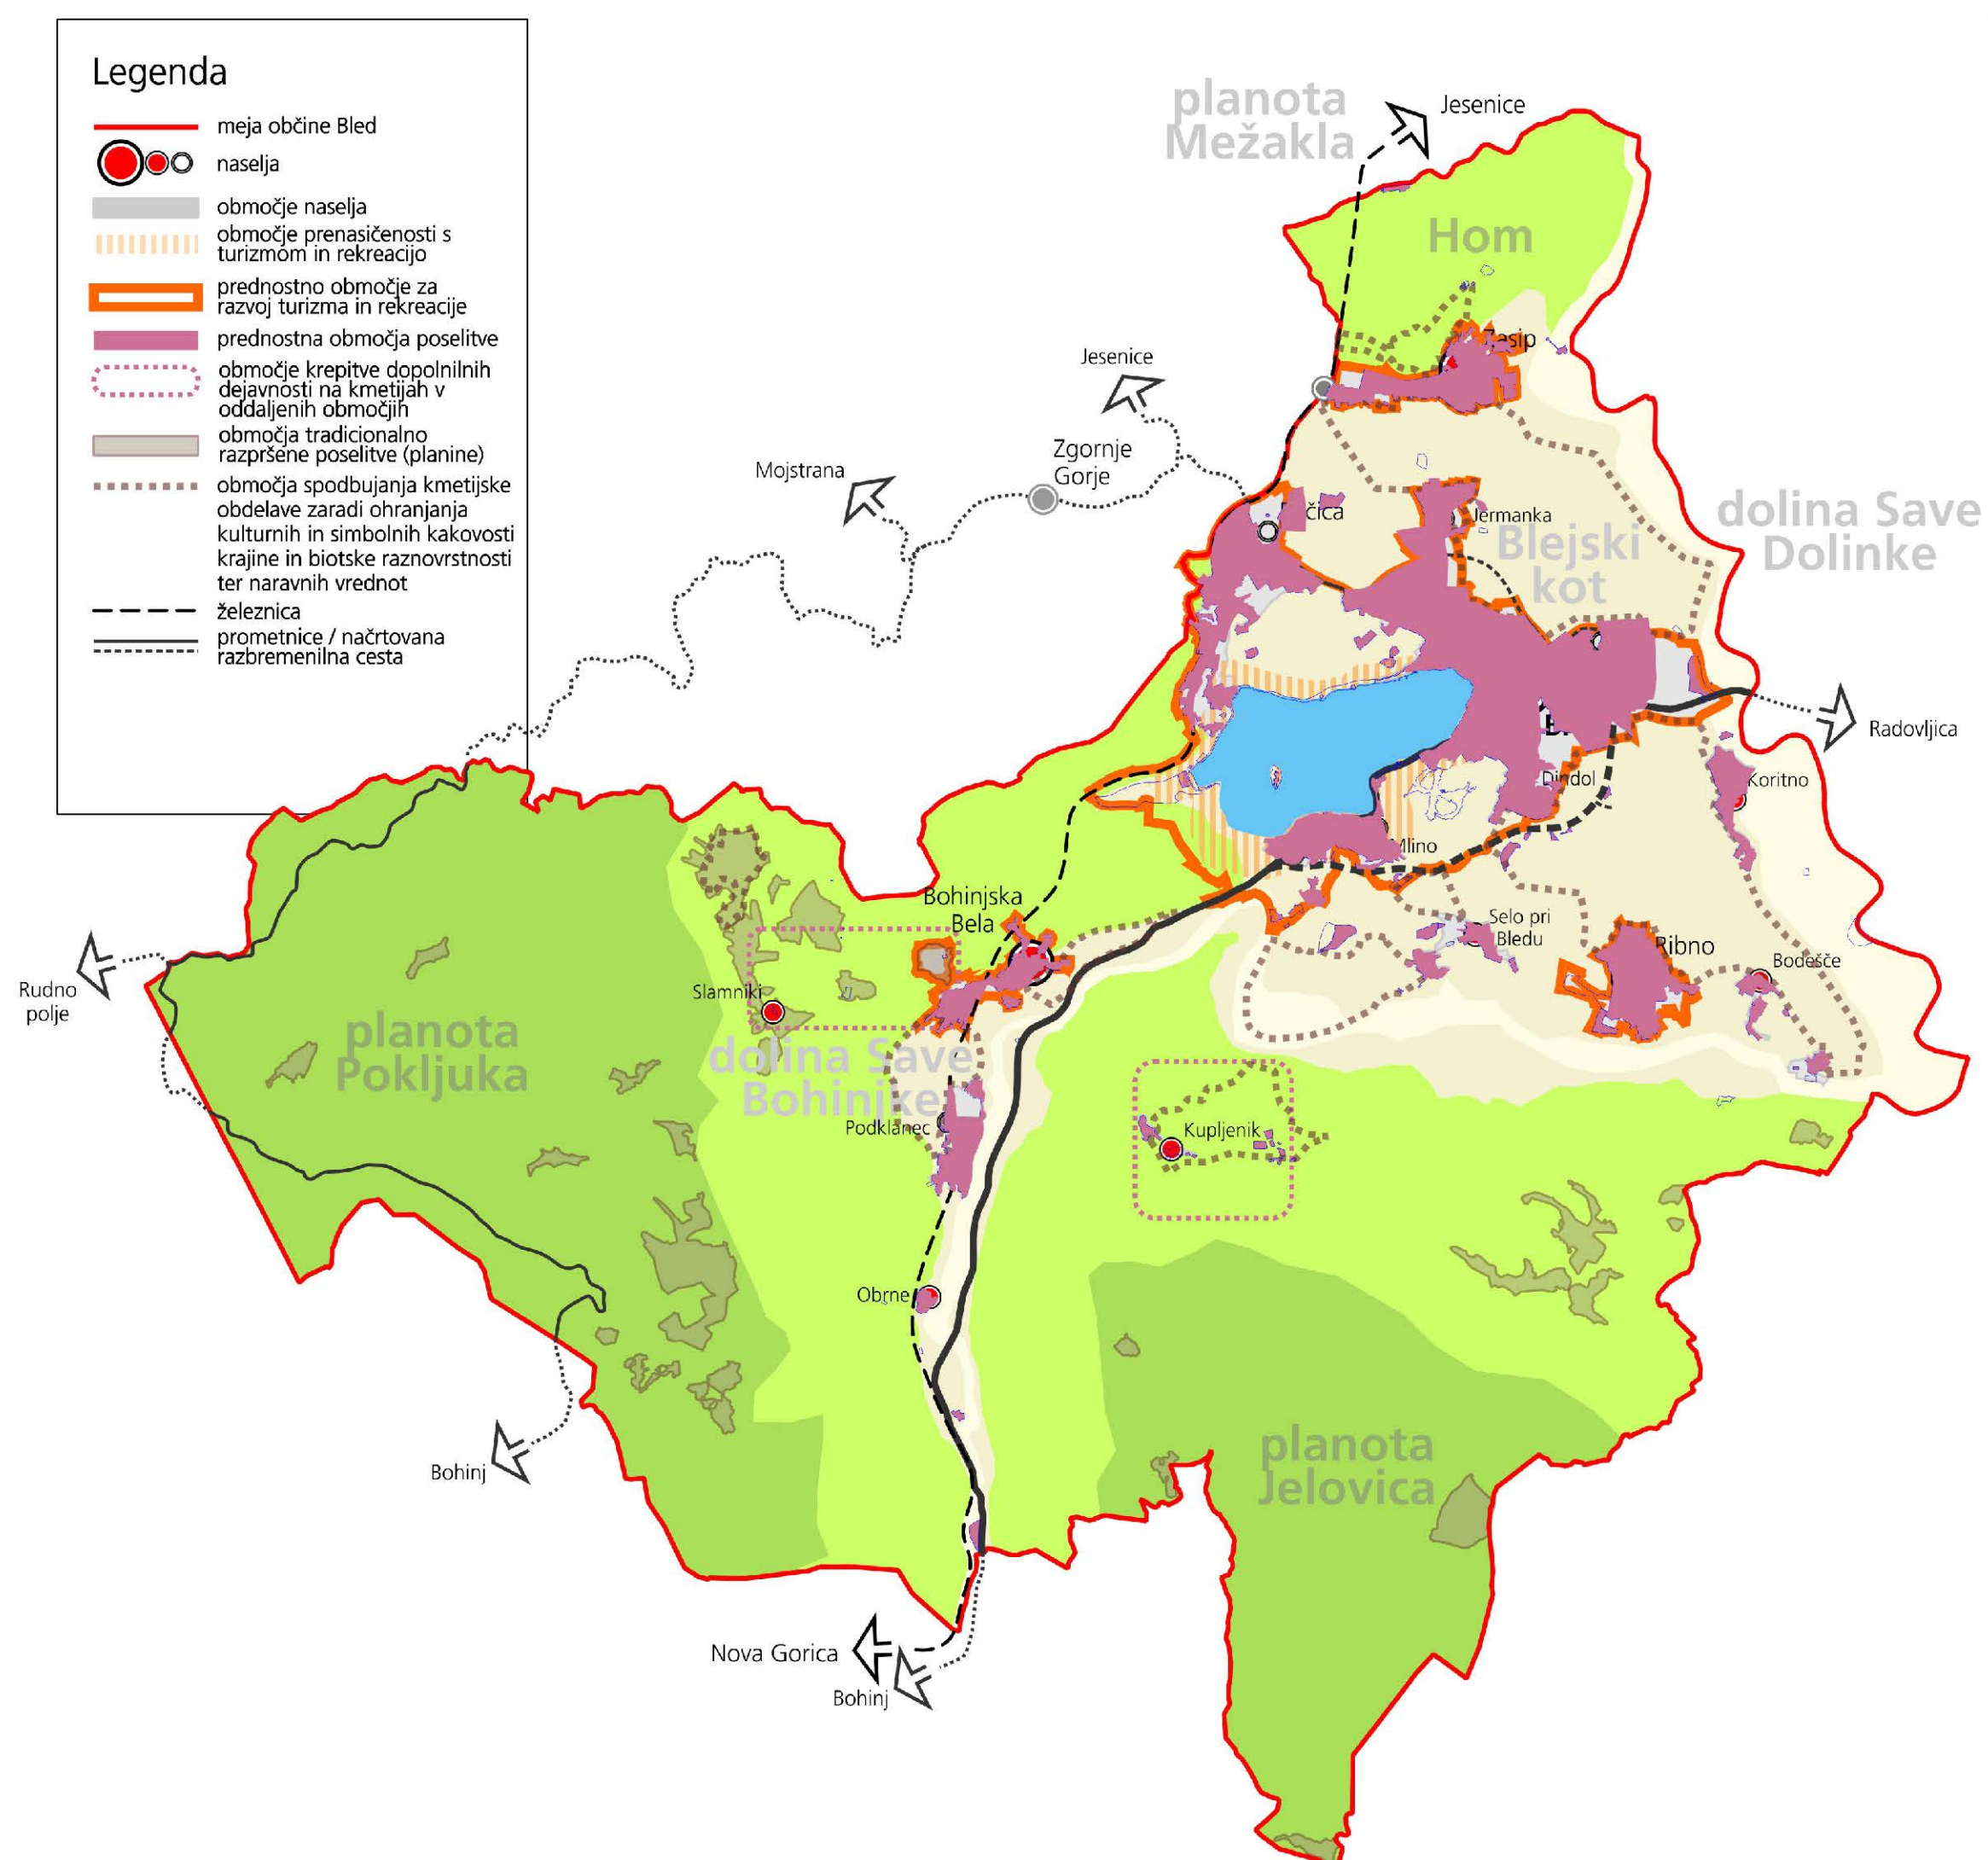 Legenda
meja občine Bled
naselja
območje naselja
območje prenasičenosti s
turizmom in rekreacijo
prednostno območje za
razvoj turizma in rekreacije
prednostna območja poselitve
območje krepitve dopolnilnih
dejavnosti na kmetijah v
oddaljenih območjih
območja tradicionalno
razpršene poselitve (planine)
območja spodbujanja kmetijske
obdelave zaradi ohranjanja
kulturnih in simbolnih kakovosti
krajine in biotske raznovrstnosti
ter naravnih vrednot
železnica
prometnice / načrtovana
razbremenilna cesta
planota
Mežakla
Jesenice
Hom
Zasip
Jesenice
Zgornje
Gorje
Mojstrana
čica
Jermanka
Blejski
kot
dolina Save
Dolinke
Radovljica
Dindol
Koritno
Mlino
Bohinjska
Bela
Selo pri
Bledu
Ribno
Bodešče
Rudno
polje
Slamniki
planota
Pokljuka
dolina Save
Bohinjke
Podklanec
Kupljenik
Obrne
planota
Jelovica
Bohinj
Nova Gorica
Bohinj